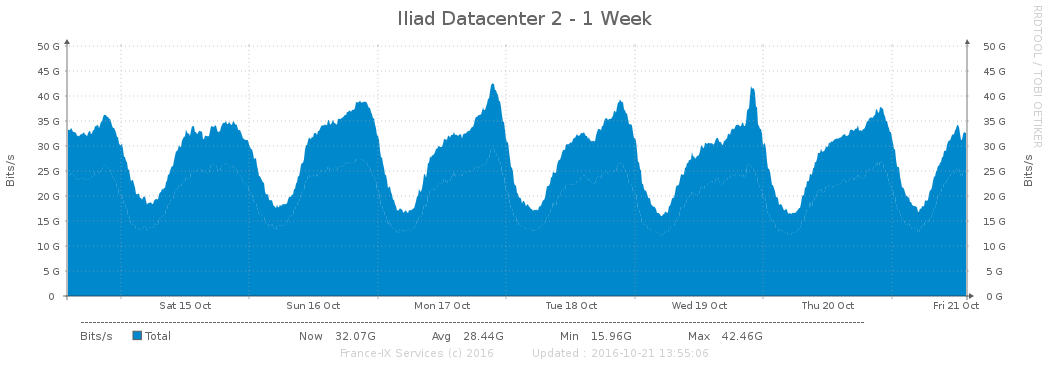 Iliad Datacenter 2 - 1 Week
RRDTOOL / TOBI OETIKER
50 G 50 G
45 G 45 G
40 G 40 G
35 G 35 G
30 G 30 G
25 G 25 G
20 G 20 G
15 G 15 G
10 G 10 G
5 G 5 G
0 0 G
Bits/s
Bits/s
Sat 15 Oct Sun 16 Oct Mon 17 Oct Tue 18 Oct Wed 19 Oct Thu 20 Oct Fri 21 Oct
Bits/s Total Now 32.07G Avg 28.44G Min 15.96G Max 42.46G
France-IX Services (c) 2016 Updated : 2016-10-21 13:55:06